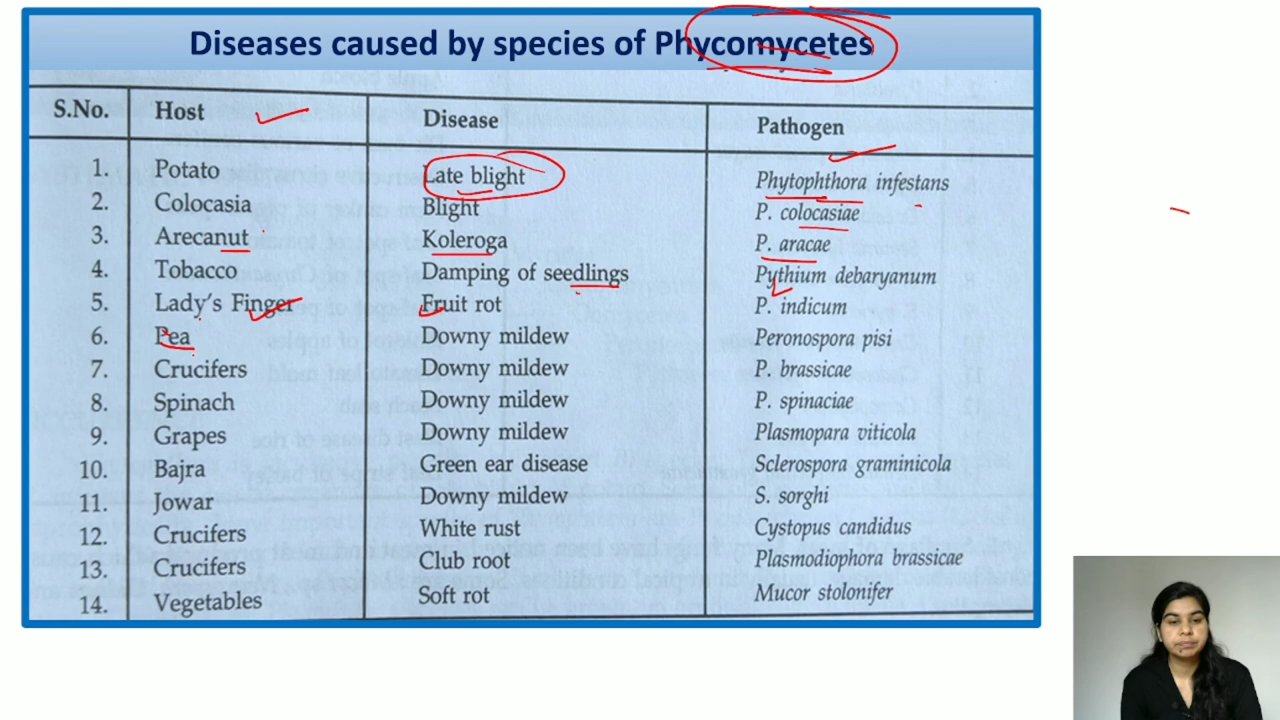 Diseases caused by species of Phycomycetes
S.No. Host Disease Pathogen
1. Potato Late blight Phytophthora infestans
2. Colocasia Blight P. colocasiae
3. Arecanut Koleroga P. aracae
4. Tobacco Damping of seedlings Pythium debaryanum
5. Lady's Finger Fruit rot P. indicum
6. Pea Downy mildew Peronospora pisi
7. Crucifers Downy mildew P. brassicae
8. Spinach Downy mildew P. spinaciae
9. Grapes Downy mildew Plasmopara viticola
10. Bajra Green ear disease Sclerospora graminicola
11. Jowar Downy mildew S. sorghi
12. Crucifers White rust Cystopus candidus
13. Crucifers Club root Plasmodiophora brassicae
14. Vegetables Soft rot Mucor stolonifer